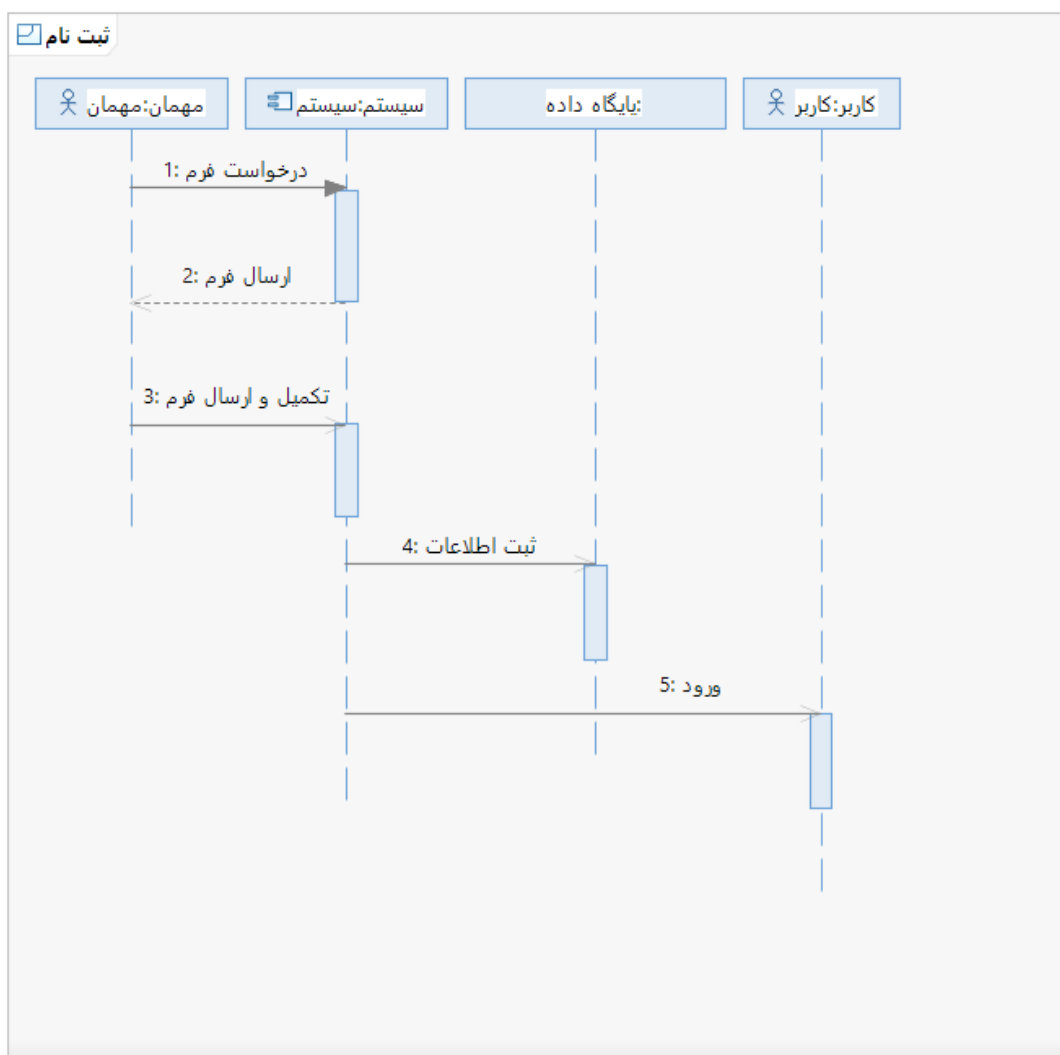 ثبت نام
مهمان:مهمان
سیستم:سیستم
:پایگاه داده
کاربر:کاربر
1: درخواست فرم
2: ارسال فرم
3: تکمیل و ارسال فرم
4: ثبت اطلاعات
5: ورود